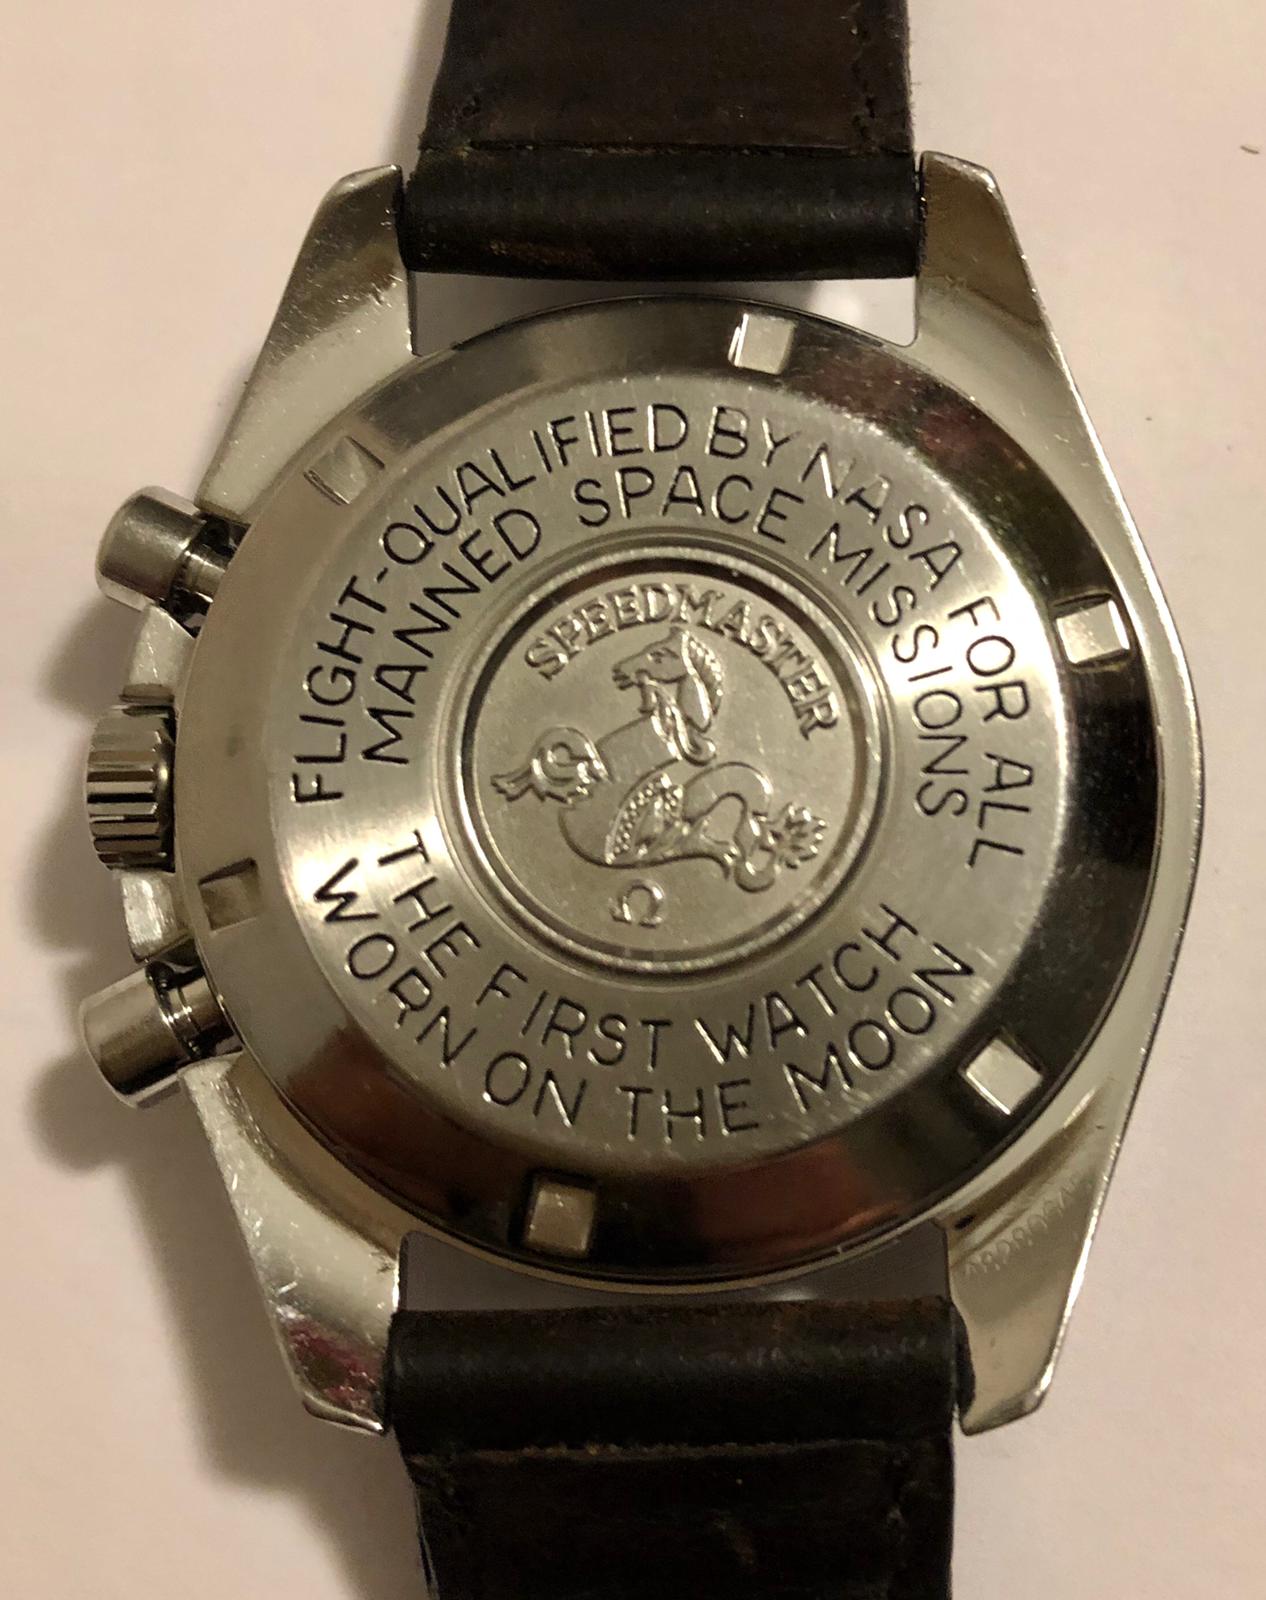 FLIGHT-QUALIFIED BY NASA FOR ALL
MANNED SPACE MISSIONS
SPEEDMASTER
Ω
THE FIRST WATCH
WORN ON THE MOON